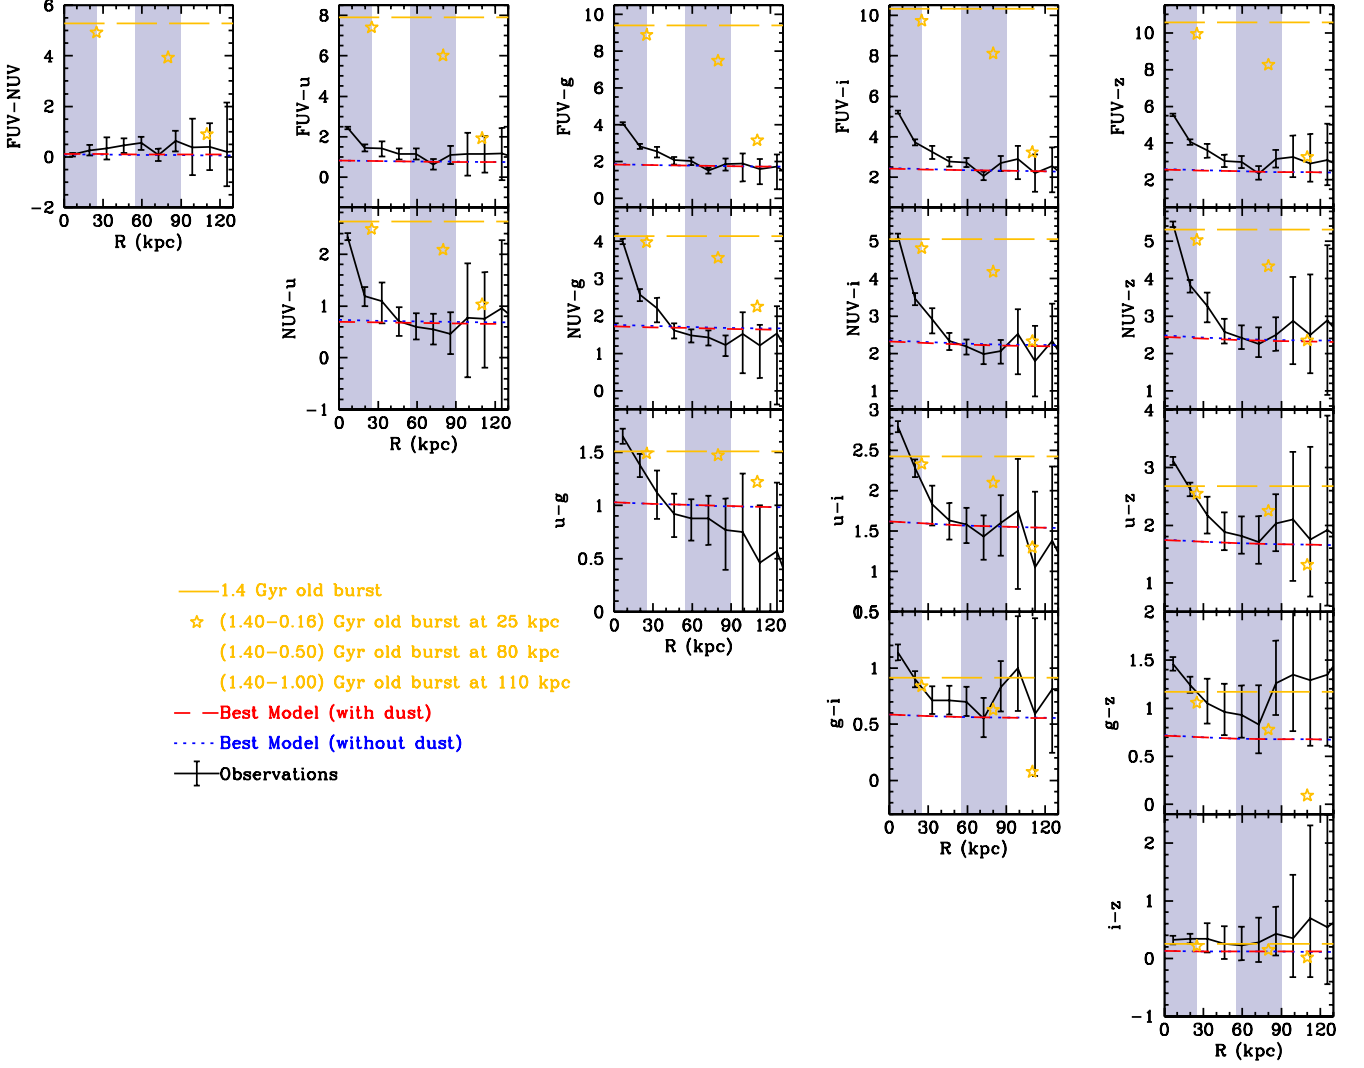 6
4
2
0
−2
FUV−NUV
0 30 60 90 120
R (kpc)
8
6
4
2
0
FUV−u
2
1
0
−1
NUV−u
0 30 60 90 120
R (kpc)
10
8
6
4
2
0
FUV−g
4
3
2
1
0
NUV−g
1.5
1
0.5
0
u−g
0 30 60 90 120
R (kpc)
10
8
6
4
2
FUV−i
5
4
3
2
1
NUV−i
3
2.5
2
1.5
1
0.5
u−i
1
0.5
0
g−i
0 30 60 90 120
R (kpc)
10
8
6
4
2
FUV−z
5
4
3
2
1
NUV−z
4
3
2
1
u−z
2
1.5
1
0.5
0
g−z
2
1
0
−1
i−z
0 30 60 90 120
R (kpc)
1.4 Gyr old burst
(1.40−0.16) Gyr old burst at 25 kpc
(1.40−0.50) Gyr old burst at 80 kpc
(1.40−1.00) Gyr old burst at 110 kpc
Best Model (with dust)
Best Model (without dust)
Observations